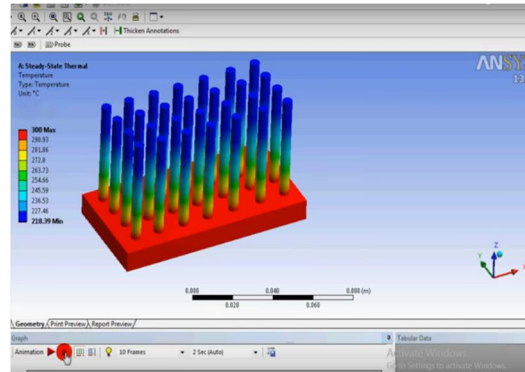 Thicken Annotations
Probe
A: Steady-State Thermal
Temperature
Type: Temperature
Unit: °C
300 Max
290.93
281.86
272.8
263.73
254.66
245.59
236.53
227.46
218.39 Min
ANSYS
13
Z
Y
X
0.000
0.040
0.080 (m)
0.020
0.060
Geometry Print Preview Report Preview
Graph
Tabular Data
Animation
10 Frames
2 Sec (Auto)
Activate Windows
Go to Settings to activate Windows.